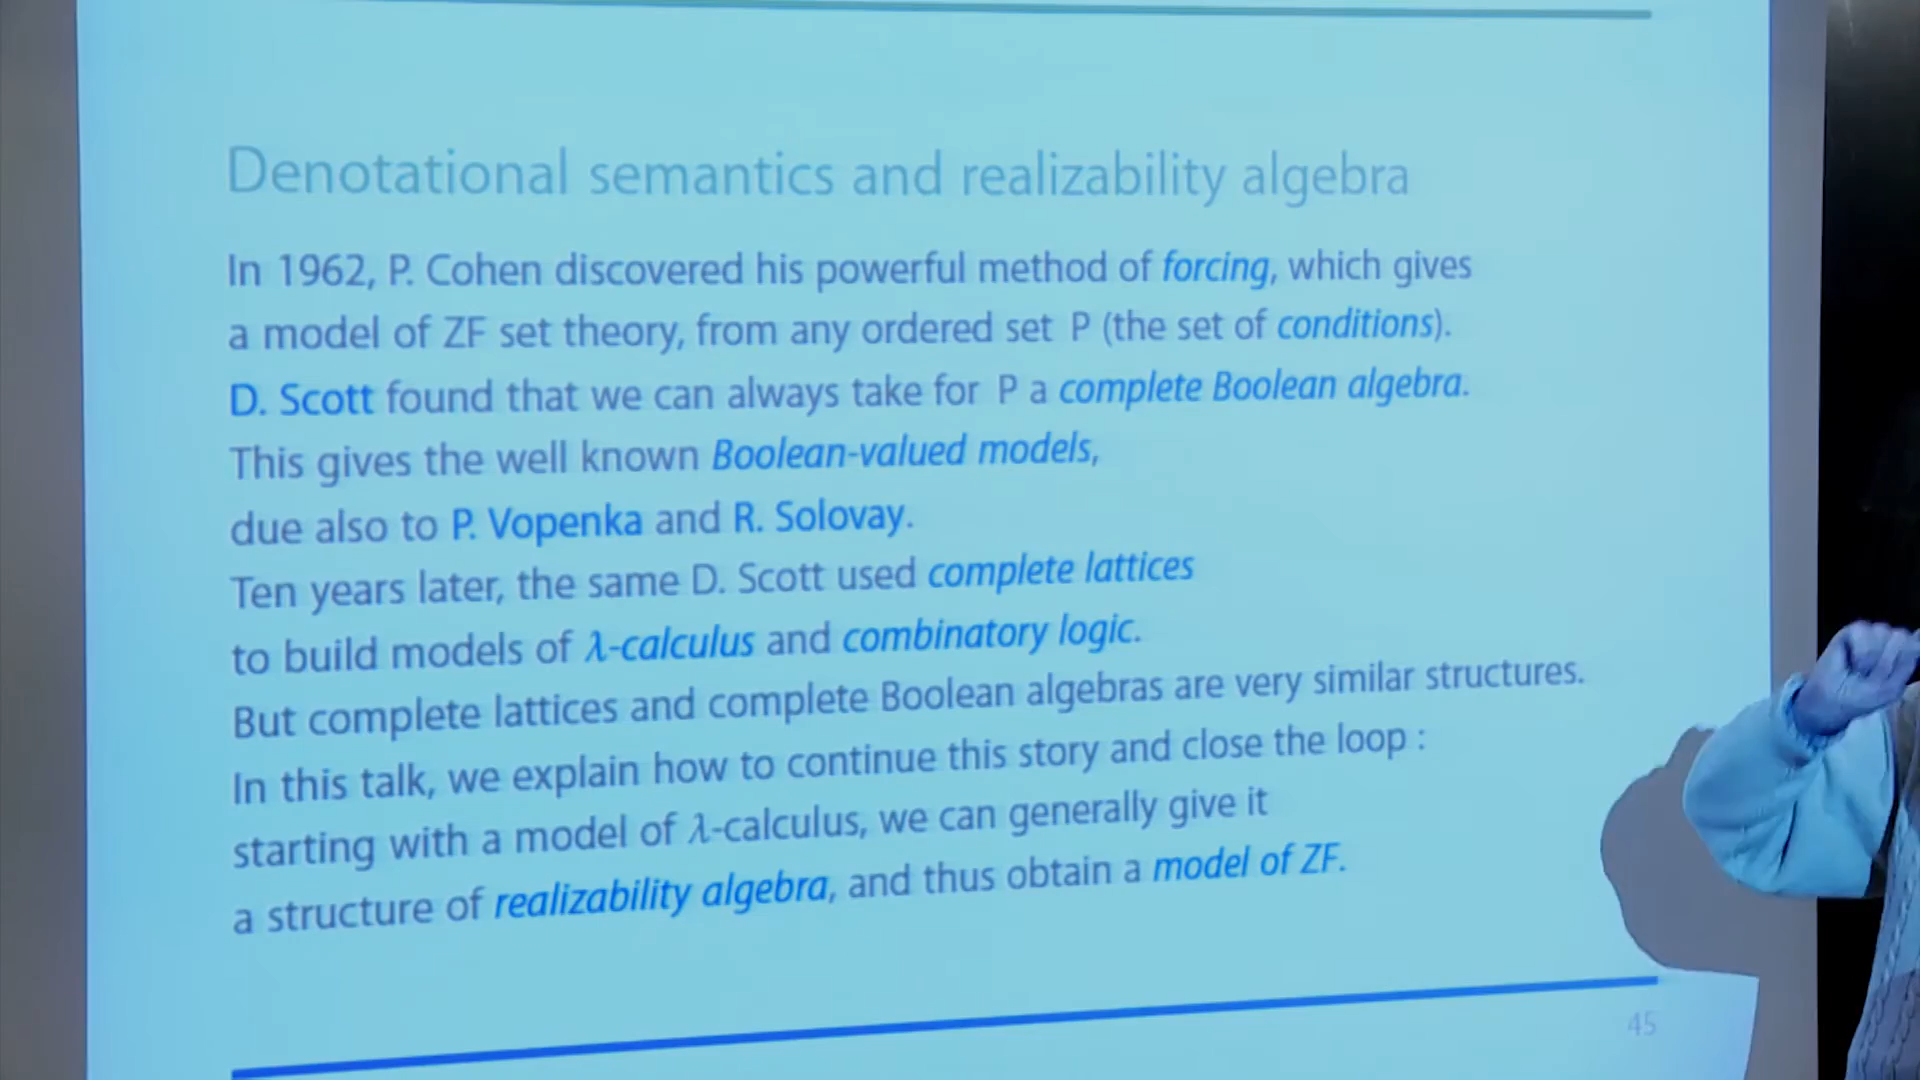 Denotational semantics and realizability algebra
In 1962, P. Cohen discovered his powerful method of forcing, which gives
a model of ZF set theory, from any ordered set P (the set of conditions).
D. Scott found that we can always take for P a complete Boolean algebra.
This gives the well known Boolean-valued models,
due also to P. Vopenka and R. Solovay.
Ten years later, the same D. Scott used complete lattices
to build models of λ-calculus and combinatory logic.
But complete lattices and complete Boolean algebras are very similar structures.
In this talk, we explain how to continue this story and close the loop :
starting with a model of λ-calculus, we can generally give it
a structure of realizability algebra, and thus obtain a model of ZF.
45